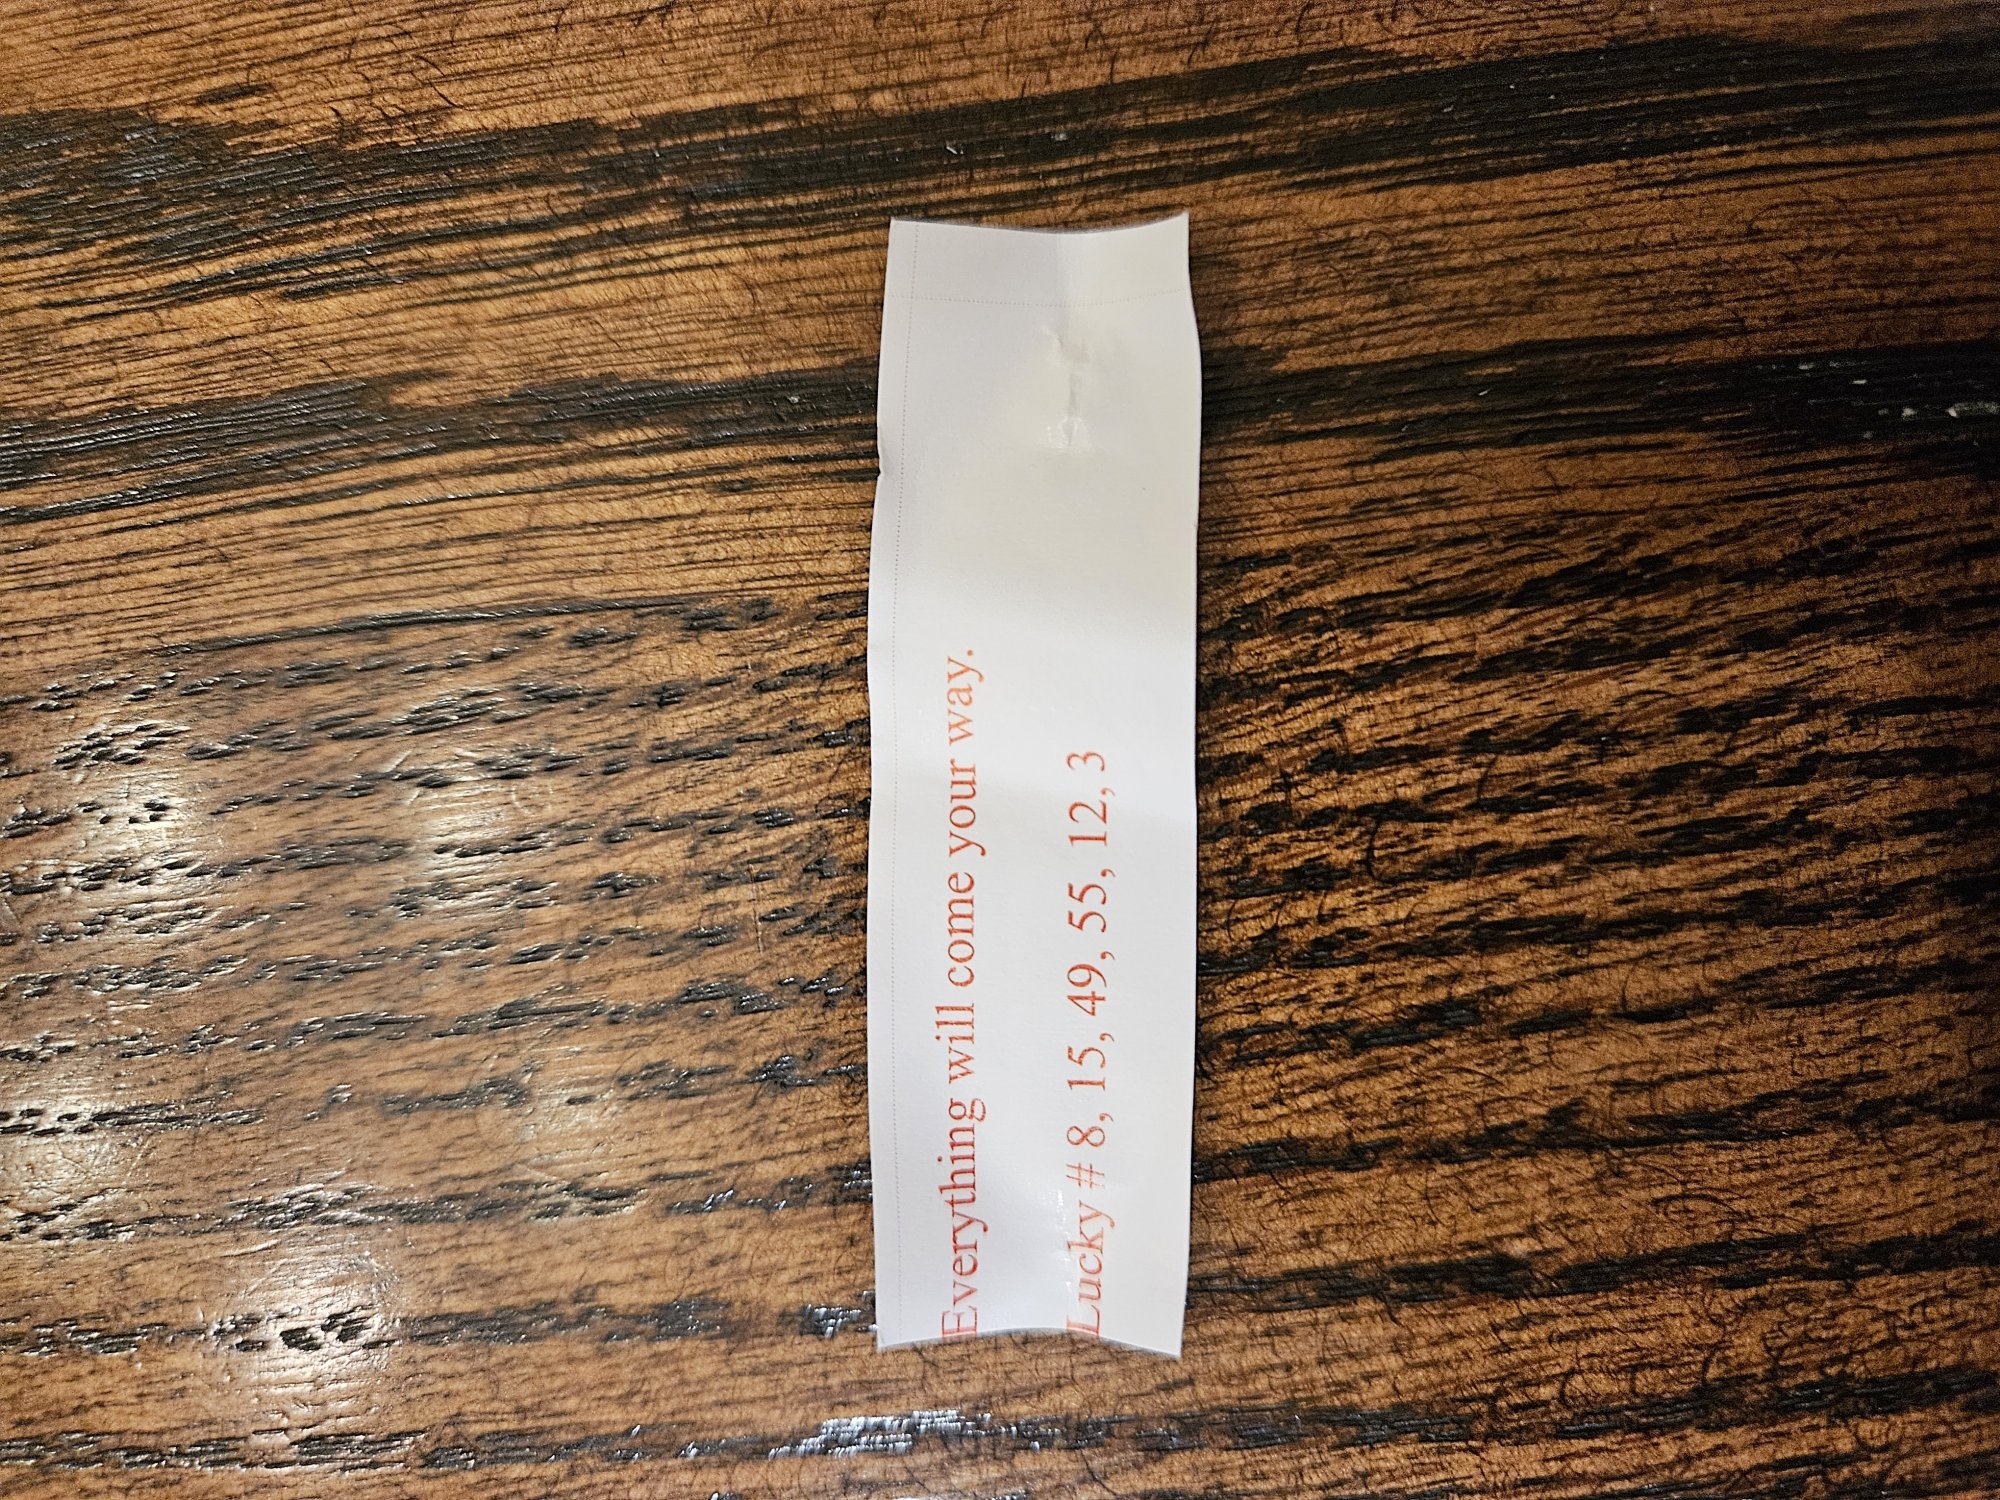 Everything will come your way.
Lucky # 8, 15, 49, 55, 12, 3